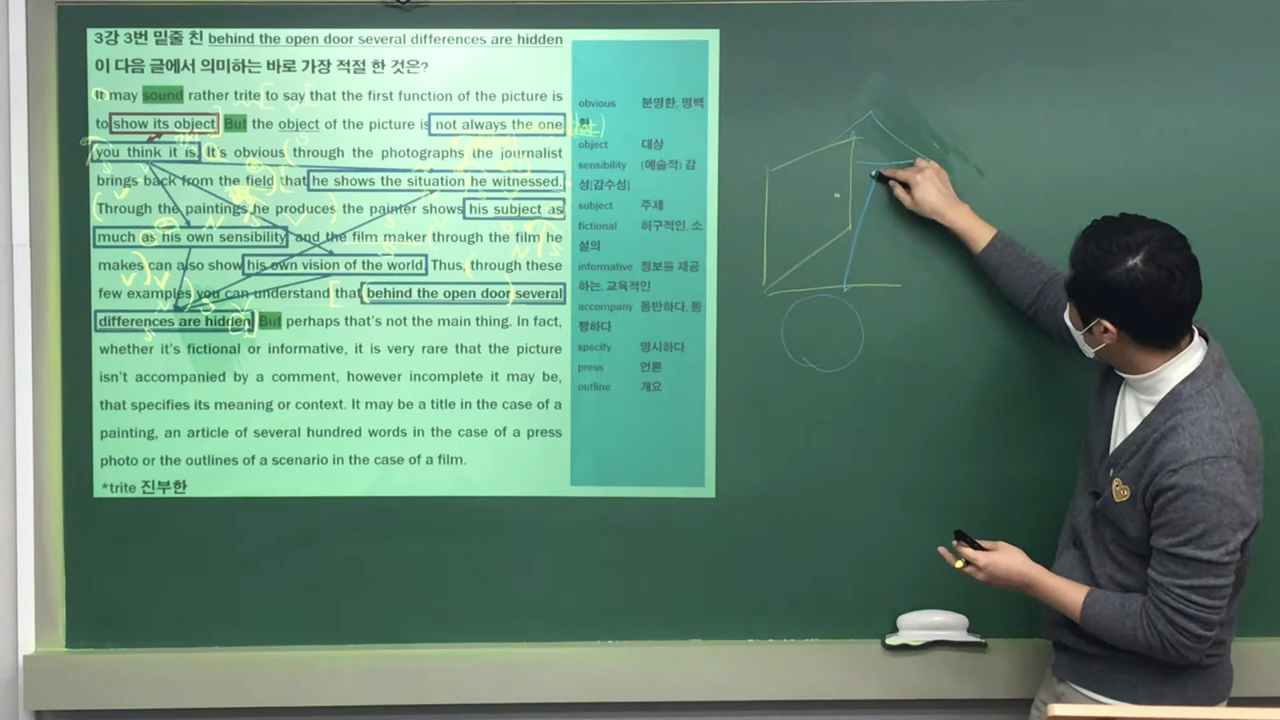 3강 3번 밑줄 친 behind the open door several differences are hidden
이 다음 글에서 의미하는 바로 가장 적절 한 것은?
It may sound rather trite to say that the first function of the picture is
to show its object. But the object of the picture is not always the one
you think it is. It's obvious through the photographs the journalist
brings back from the field that he shows the situation he witnessed.
Through the paintings he produces the painter shows his subject as
much as his own sensibility and the film maker through the film he
makes can also show his own vision of the world. Thus, through these
few examples you can understand that behind the open door several
differences are hidden. But perhaps that's not the main thing. In fact,
whether it's fictional or informative, it is very rare that the picture
isn't accompanied by a comment, however incomplete it may be,
that specifies its meaning or context. It may be a title in the case of a
painting, an article of several hundred words in the case of a press
photo or the outlines of a scenario in the case of a film.
*trite 진부한
obvious 분명한, 명백
한
object 대상
sensibility (예술적) 감
성[감수성]
subject 주제
fictional 허구적인, 소
설의
informative 정보를 제공
하는, 교육적인
accompany 동반하다, 동
행하다
specify 명시하다
press 언론
outline 개요